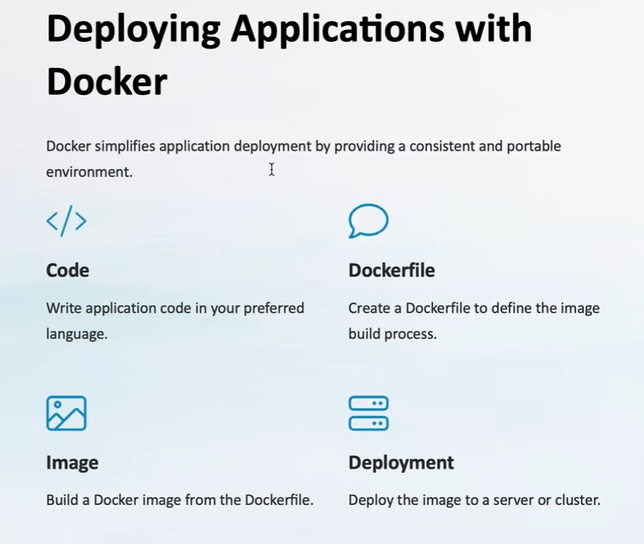 Deploying Applications with
Docker
Docker simplifies application deployment by providing a consistent and portable
environment.
</>
Code
Write application code in your preferred
language.
Dockerfile
Create a Dockerfile to define the image
build process.
Image
Build a Docker image from the Dockerfile.
Deployment
Deploy the image to a server or cluster.